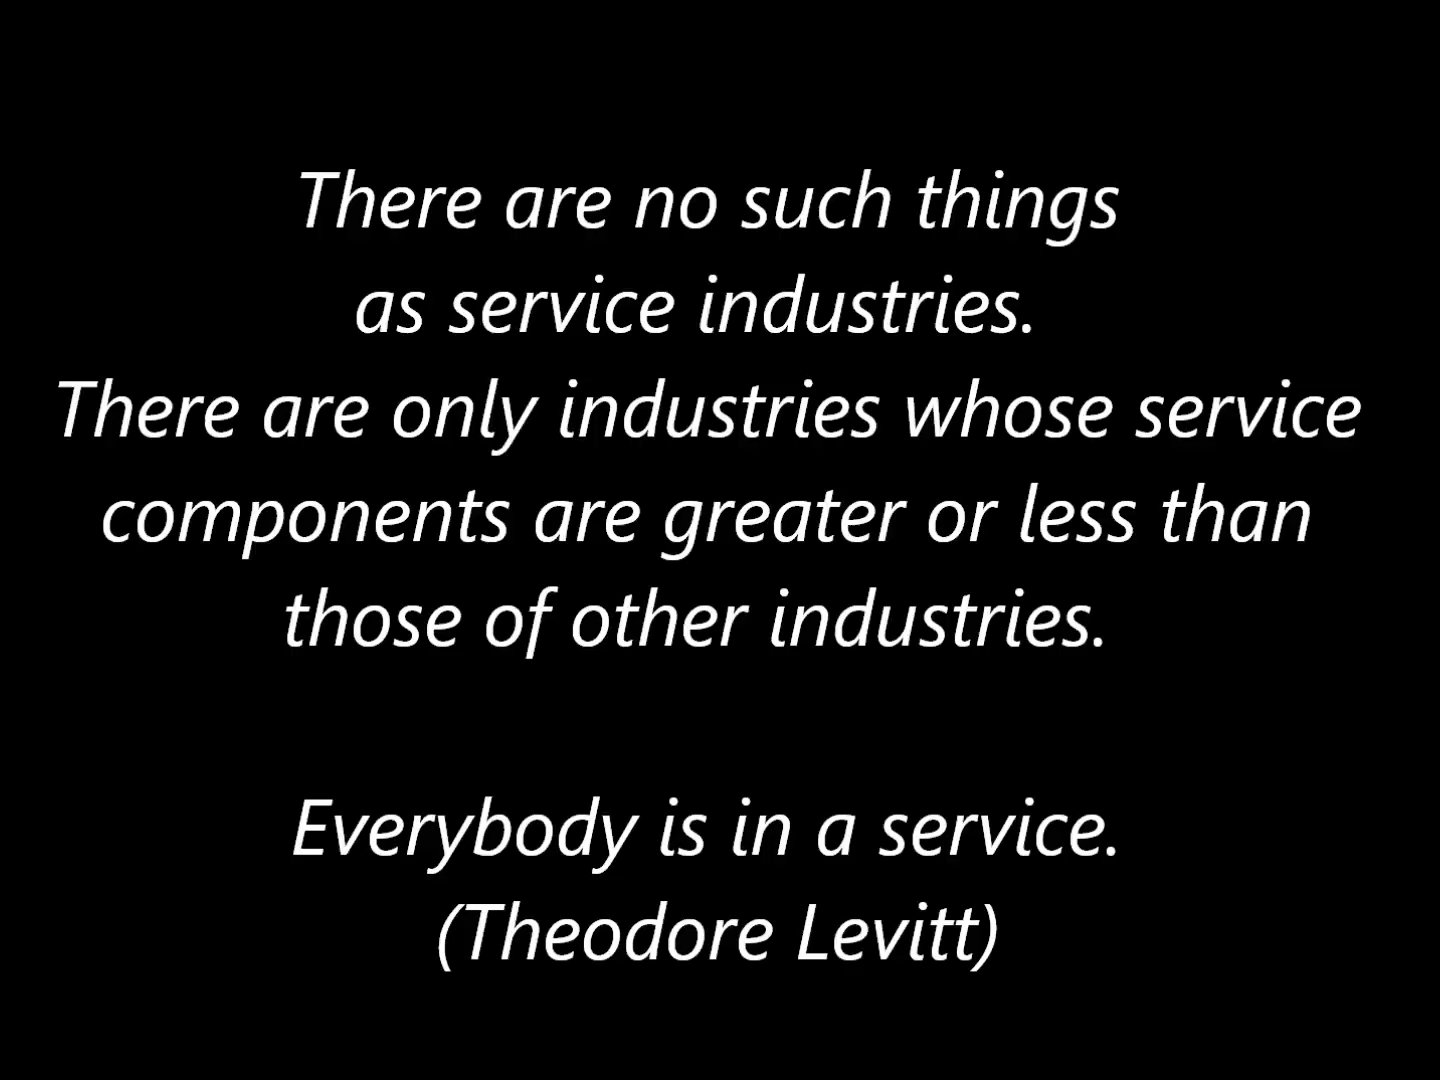 There are no such things
as service industries.
There are only industries whose service
components are greater or less than
those of other industries.
Everybody is in a service.
(Theodore Levitt)